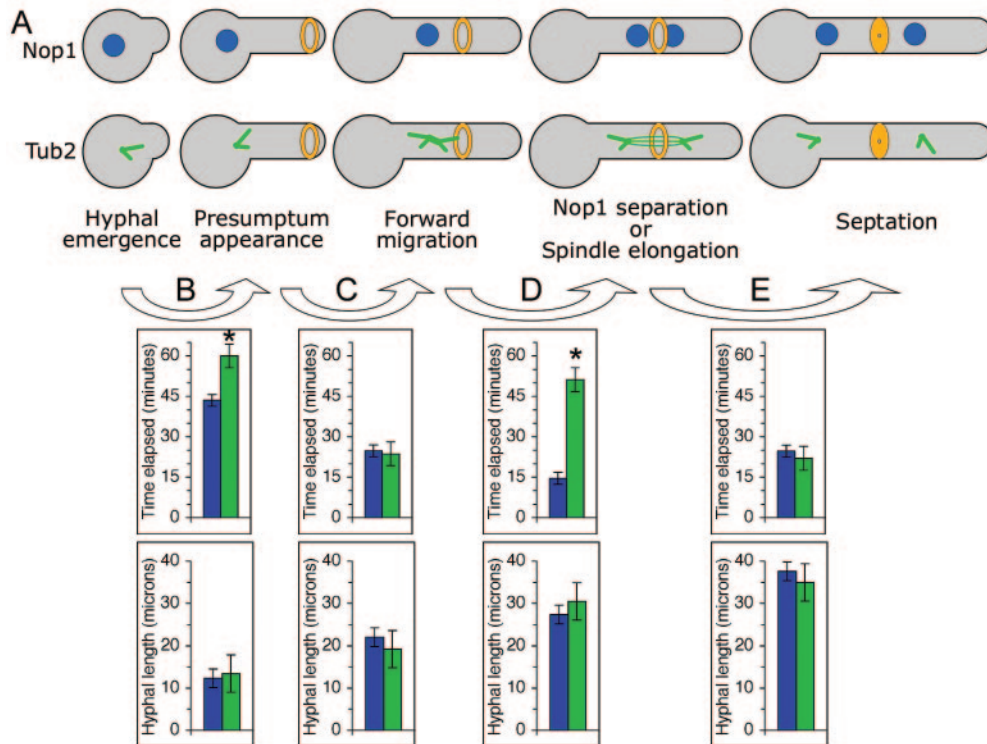 A
Nop1
Tub2
Hyphal
emergence
Presumptum
appearance
Forward
migration
Nop1 separation
or
Spindle elongation
Septation
B
C
D
E
Time elapsed (minutes)
60
45
30
15
0
*
Time elapsed (minutes)
60
45
30
15
0
Time elapsed (minutes)
60
45
30
15
0
*
Time elapsed (minutes)
60
45
30
15
0
Hyphal length (microns)
40
30
20
10
0
Hyphal length (microns)
40
30
20
10
0
Hyphal length (microns)
40
30
20
10
0
Hyphal length (microns)
40
30
20
10
0